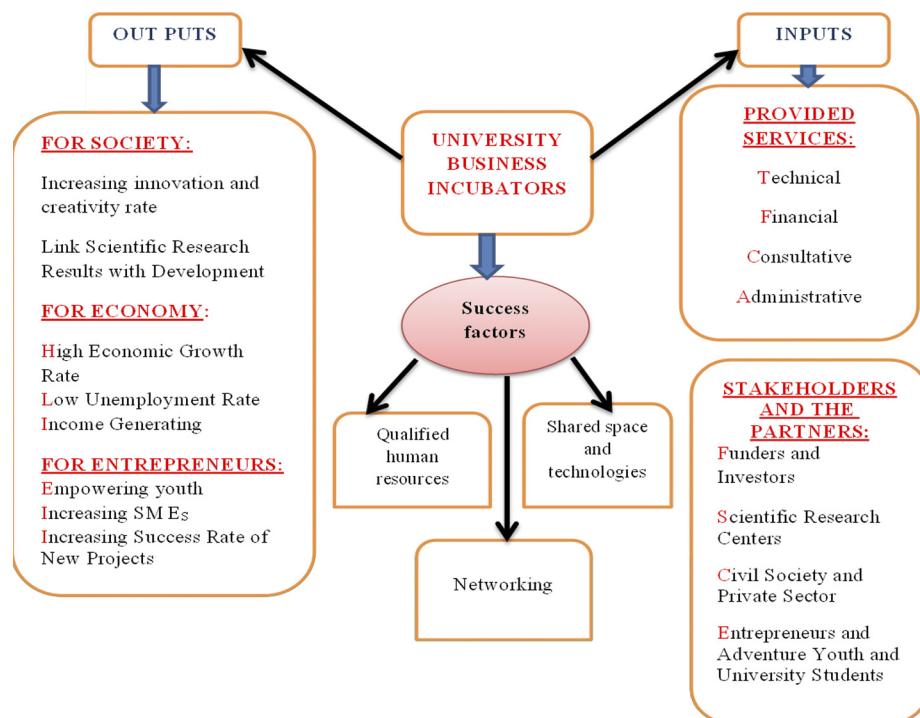 OUT PUTS
FOR SOCIETY:
Increasing innovation and
creativity rate
Link Scientific Research
Results with Development
FOR ECONOMY:
High Economic Growth
Rate
Low Unemployment Rate
Income Generating
FOR ENTREPRENEURS:
Empowering youth
Increasing SM Es
Increasing Success Rate of
New Projects
UNIVERSITY
BUSINESS
INCUBATORS
Success
factors
Qualified
human
resources
Networking
Shared space
and
technologies
INPUTS
PROVIDED
SERVICES:
Technical
Financial
Consultative
Administrative
STAKEHOLDERS
AND THE
PARTNERS:
Funders and
Investors
Scientific Research
Centers
Civil Society and
Private Sector
Entrepreneurs and
Adventure Youth and
University Students